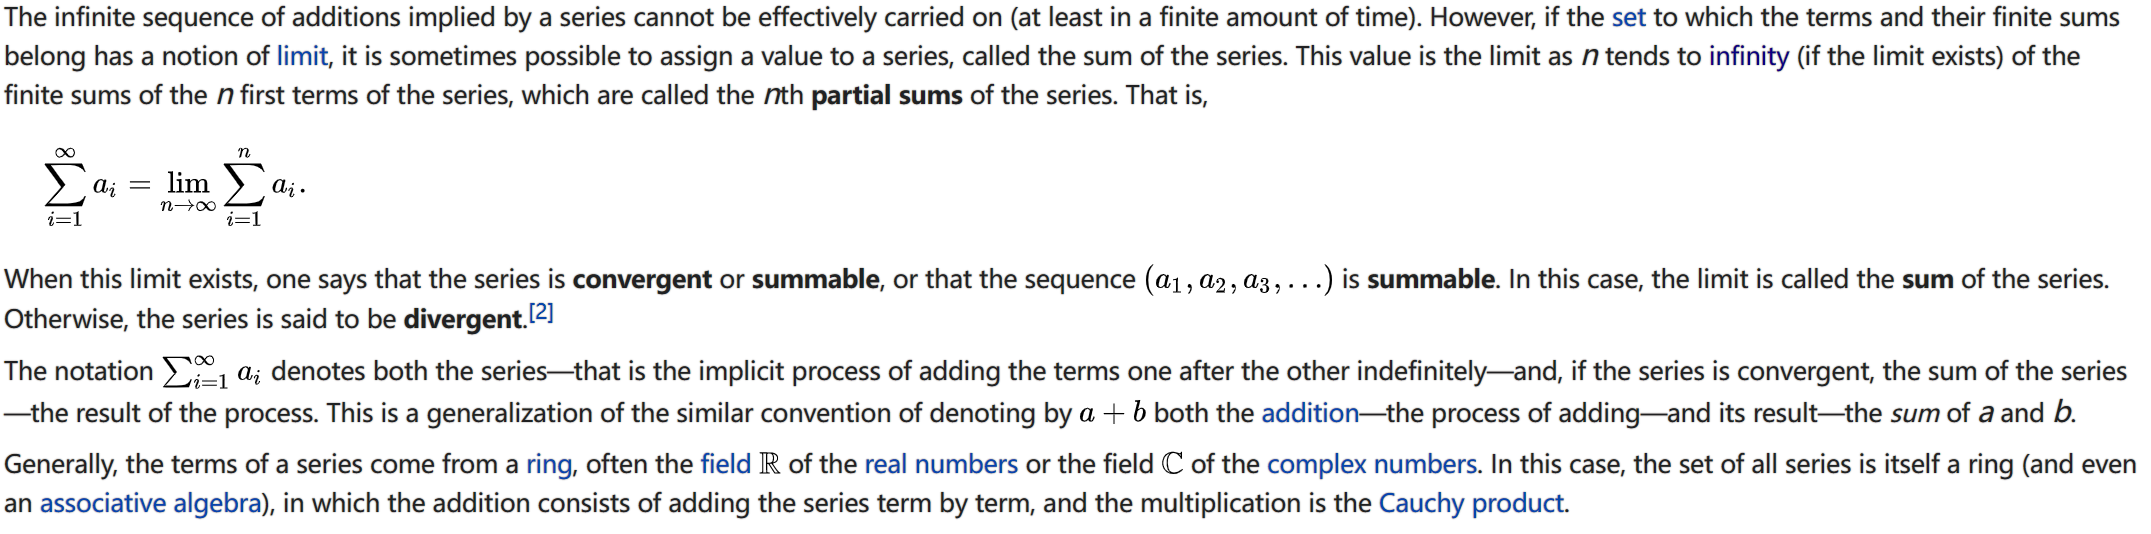 The infinite sequence of additions implied by a series cannot be effectively carried on (at least in a finite amount of time). However, if the set to which the terms and their finite sums
belong has a notion of limit, it is sometimes possible to assign a value to a series, called the sum of the series. This value is the limit as n tends to infinity (if the limit exists) of the
finite sums of the n first terms of the series, which are called the nth partial sums of the series. That is,
$\sum_{i=1}^{\infty} a_i = \lim_{n\to\infty} \sum_{i=1}^{n} a_i.$
When this limit exists, one says that the series is convergent or summable, or that the sequence $(a_1, a_2, a_3, \ldots)$ is summable. In this case, the limit is called the sum of the series.
Otherwise, the series is said to be divergent.[2]
The notation $\sum_{i=1}^{\infty} a_i$ denotes both the series—that is the implicit process of adding the terms one after the other indefinitely—and, if the series is convergent, the sum of the series
—the result of the process. This is a generalization of the similar convention of denoting by $a + b$ both the addition—the process of adding—and its result—the sum of a and b.
Generally, the terms of a series come from a ring, often the field ℝ of the real numbers or the field ℂ of the complex numbers. In this case, the set of all series is itself a ring (and even
an associative algebra), in which the addition consists of adding the series term by term, and the multiplication is the Cauchy product.